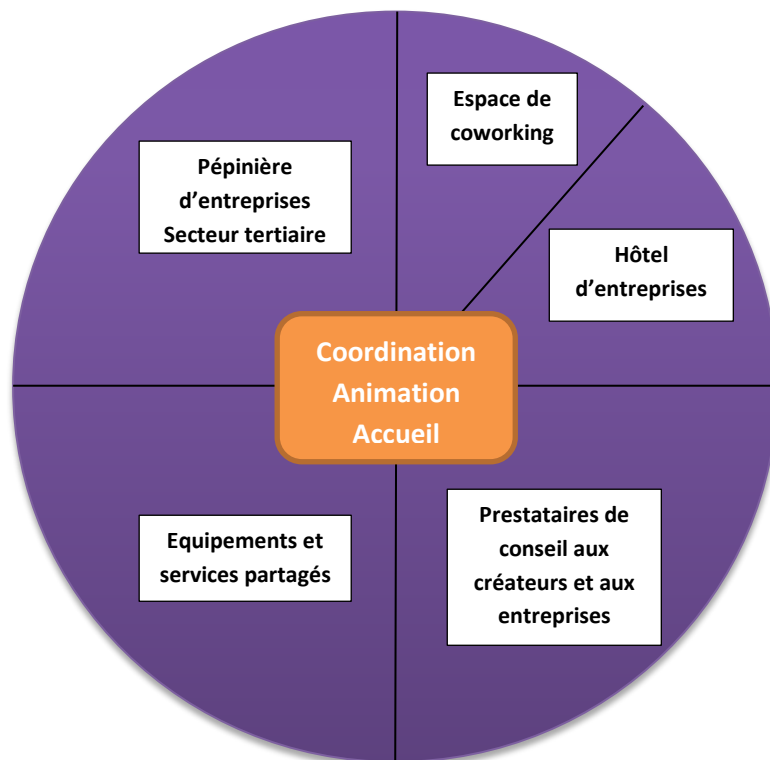 Espace de
coworking
Pépinière
d’entreprises
Secteur tertiaire
Hôtel
d’entreprises
Coordination
Animation
Accueil
Equipements et
services partagés
Prestataires de
conseil aux
créateurs et aux
entreprises